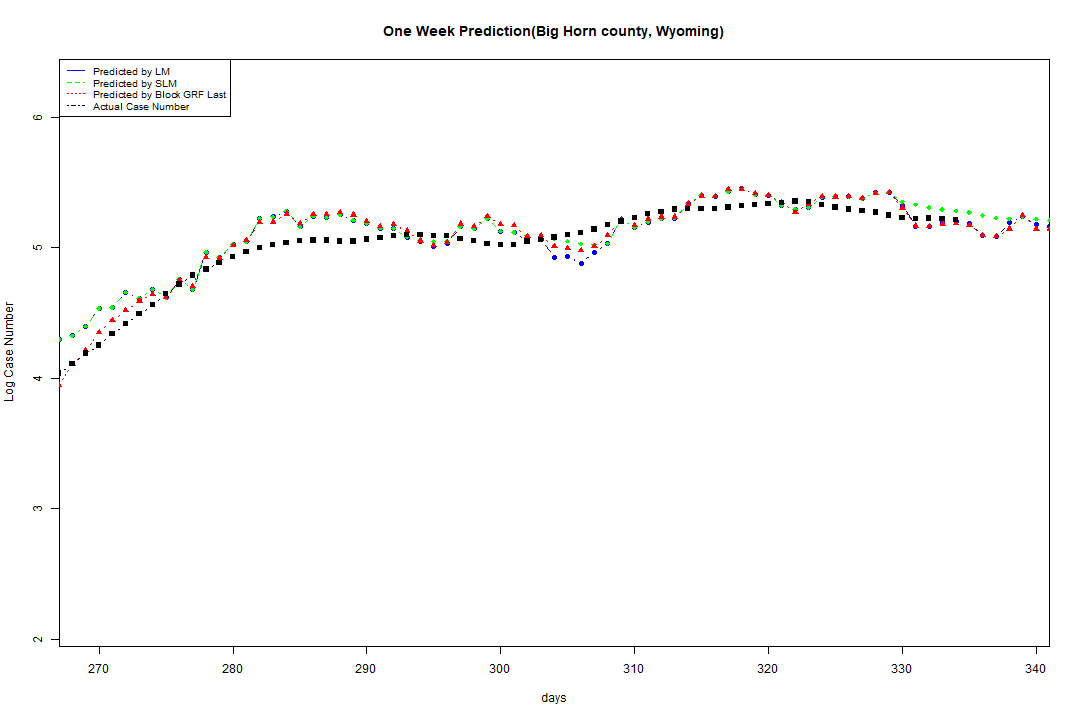 One Week Prediction(Big Horn county, Wyoming)
Predicted by LM
Predicted by SLM
Predicted by Block GRF Last
Actual Case Number
6
5
4
3
2
Log Case Number
270 280 290 300 310 320 330 340
days